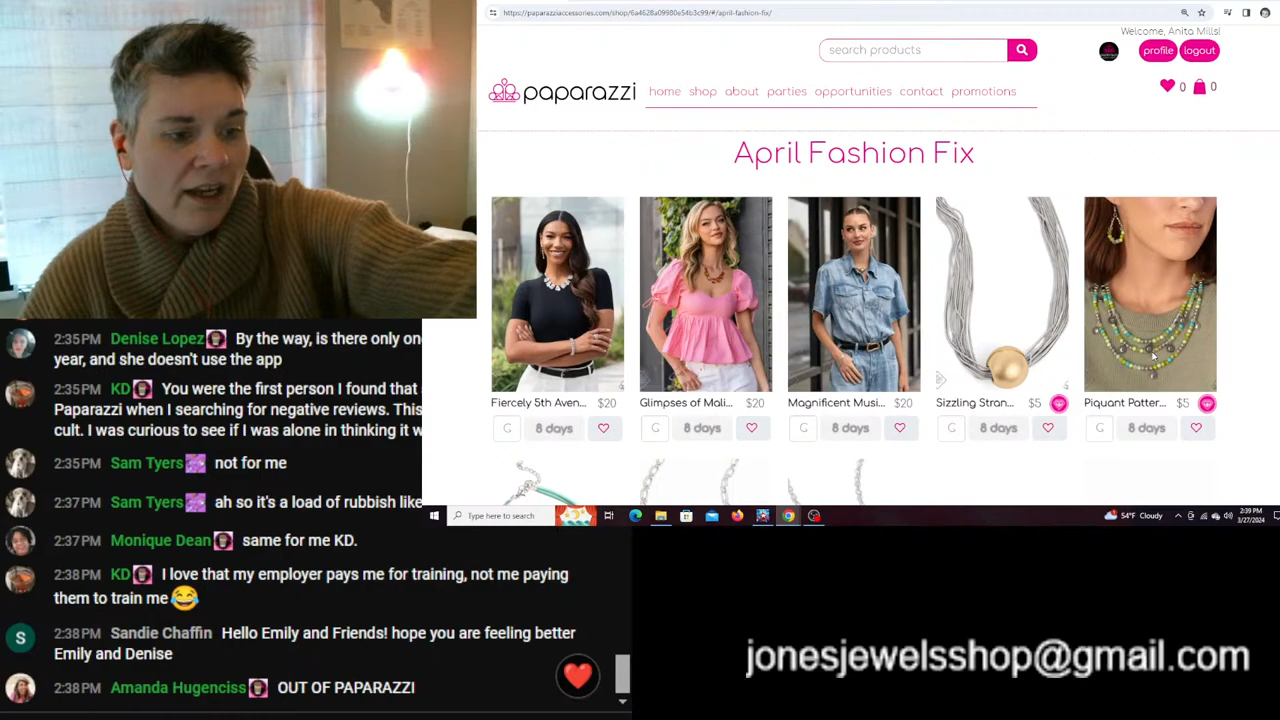 https://paparazziaccessories.com/shop/6a4628a09980e54b3c99/#/april-fashion-fix/
Welcome, Anita Mills!
search products
profile
logout
paparazzi
home shop about parties opportunities contact promotions
0
0
April Fashion Fix
Fiercely 5th Aven... $20
Glimpses of Mali... $20
Magnificent Musi... $20
Sizzling Stran... $5
Piquant Patter... $5
8 days
8 days
8 days
8 days
8 days
Type here to search
54°F Cloudy
2:39 PM
3/27/2024
2:35PM Denise Lopez By the way, is there only one
year, and she doesn't use the app
2:35PM KD You were the first person I found that
Paparazzi when I searching for negative reviews. This
cult. I was curious to see if I was alone in thinking it w
2:35PM Sam Tyers not for me
2:37PM Sam Tyers ah so it's a load of rubbish like
2:37PM Monique Dean same for me KD.
2:38PM KD I love that my employer pays me for training, not me paying
them to train me
S
2:38PM Sandie Chaffin Hello Emily and Friends! hope you are feeling better
Emily and Denise
2:38PM Amanda Hugenciss OUT OF PAPARAZZI
jonesjewelsshop@gmail.com